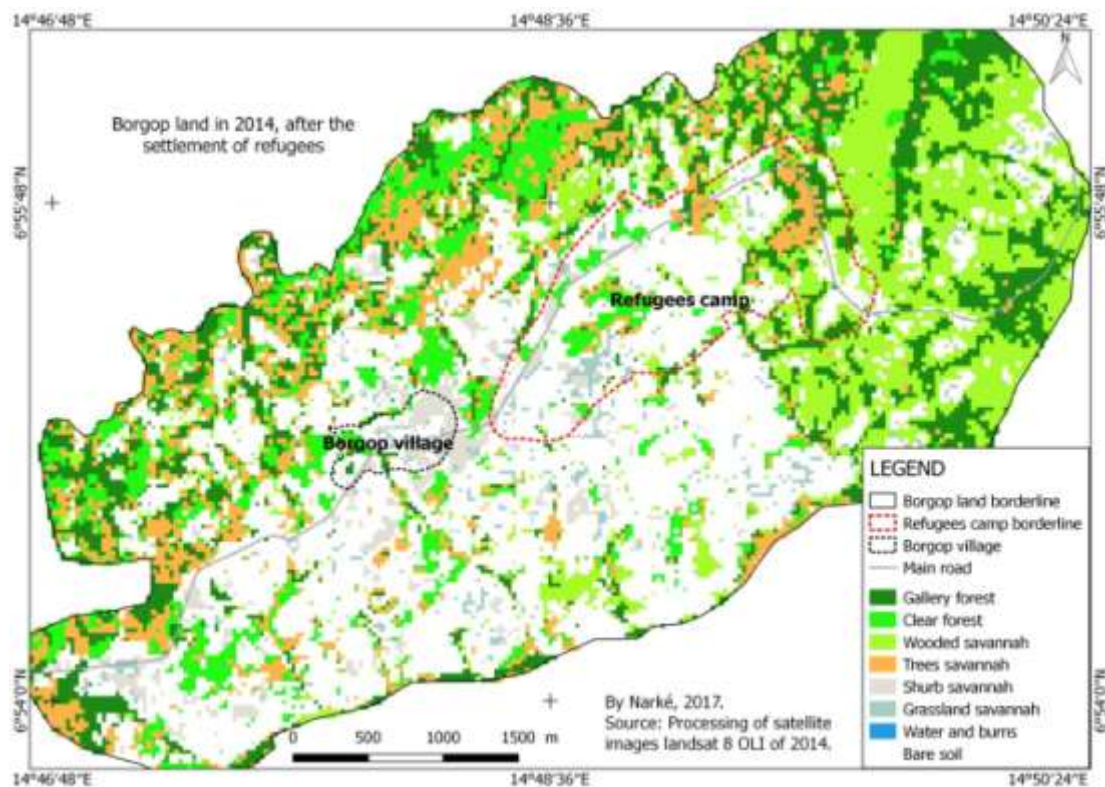 14°46'48"E
14°48'36"E
14°50'24"E
N
Borgop land in 2014, after the
settlement of refugees
6°55'48"N
6°55'48"N
Refugees camp
Borgop village
LEGEND
Borgop land borderline
Refugees camp borderline
Borgop village
Main road
Gallery forest
Clear forest
Wooded savannah
Trees savannah
Shurb savannah
Grassland savannah
Water and burns
Bare soil
6°54'0"N
6°54'0"N
By Narké, 2017.
Source: Processing of satellite
images landsat 8 OLI of 2014.
0 500 1000 1500 m
14°46'48"E
14°48'36"E
14°50'24"E